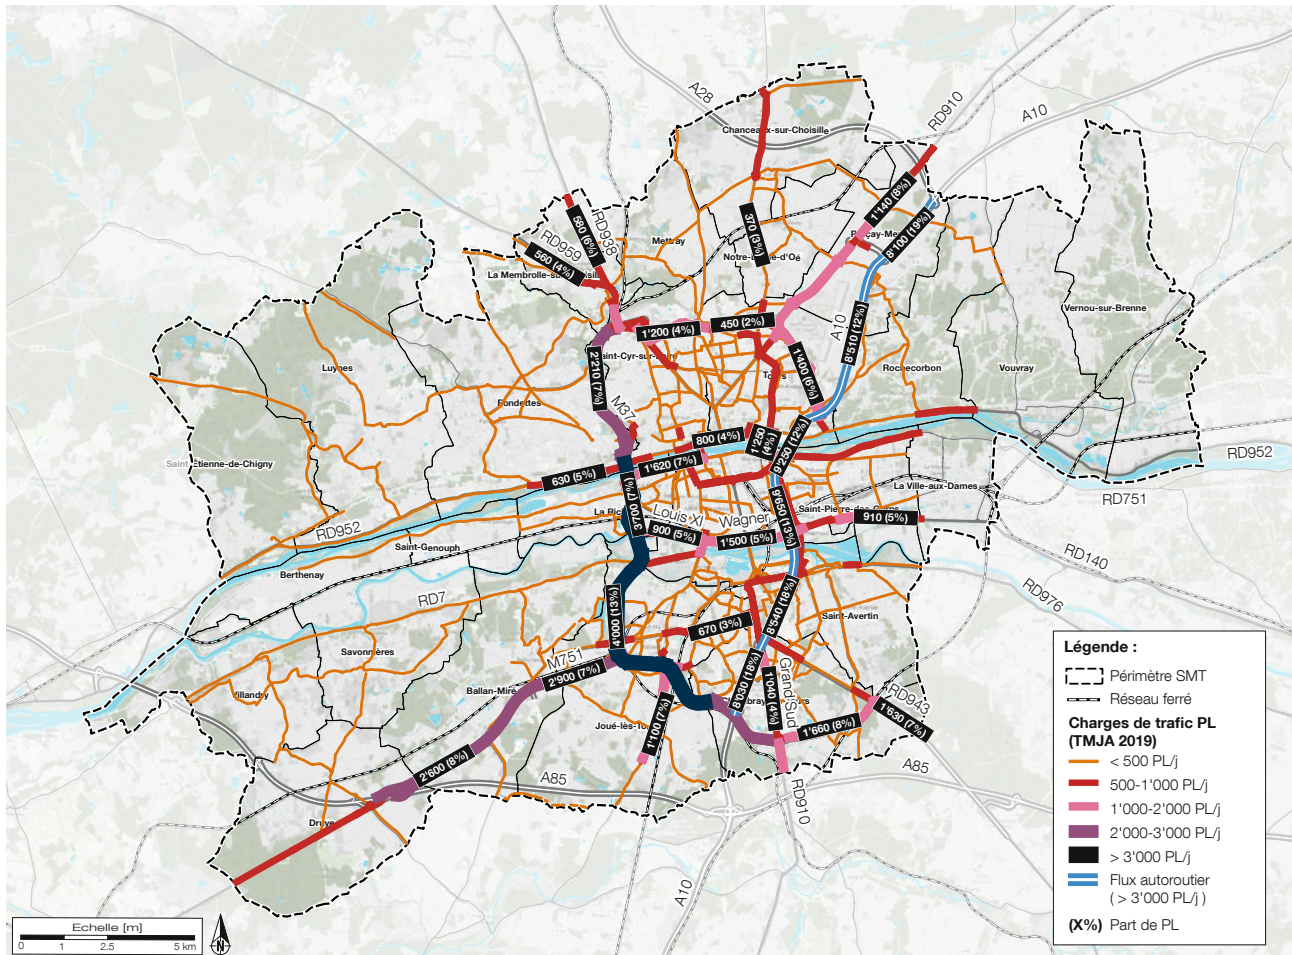 A28
RD910
A10
Chanceaux-sur-Choisille
1'140 (8%)
580 (6%)
RD938
370 (3%)
8'100 (19%)
RD959
560 (4%)
Mettray
Notre-Dame-d'Oé
La Membrolle-sur-Choisille
Vernou-sur-Brenne
1'200 (4%)
450 (2%)
A10
8'510 (12%)
2'210 (7%)
Saint-Cyr-sur-Loire
1'400 (6%)
Luynes
Tours
Rochecorbon
Vouvray
Fondettes
M37
800 (4%)
1'250 (4%)
9'250 (12%)
RD952
Saint-Étienne-de-Chigny
630 (5%)
1'620 (7%)
La Ville-aux-Dames
RD751
3'700 (7%)
9'650 (13%)
La Riche
Louis XI
Wagner
Saint-Pierre-des-Corps
910 (5%)
RD952
900 (5%)
1'500 (5%)
Saint-Genouph
RD140
Berthenay
RD976
RD7
4'000 (13%)
8'540 (18%)
Saint-Avertin
670 (3%)
Savonnières
M751
2'900 (7%)
8'030 (18%)
Grand Sud
1'040 (4%)
RD943
Villandry
Ballan-Miré
1'630 (7%)
Joué-lès-Tours
1'100 (7%)
1'660 (8%)
2'600 (8%)
A85
A85
RD910
Druye
A10
Légende :
Périmètre SMT
Réseau ferré
Charges de trafic PL
(TMJA 2019)
< 500 PL/j
500-1'000 PL/j
1'000-2'000 PL/j
2'000-3'000 PL/j
> 3'000 PL/j
Flux autoroutier
( > 3'000 PL/j )
(X%) Part de PL
Echelle [m]
0 1 2.5 5 km
N